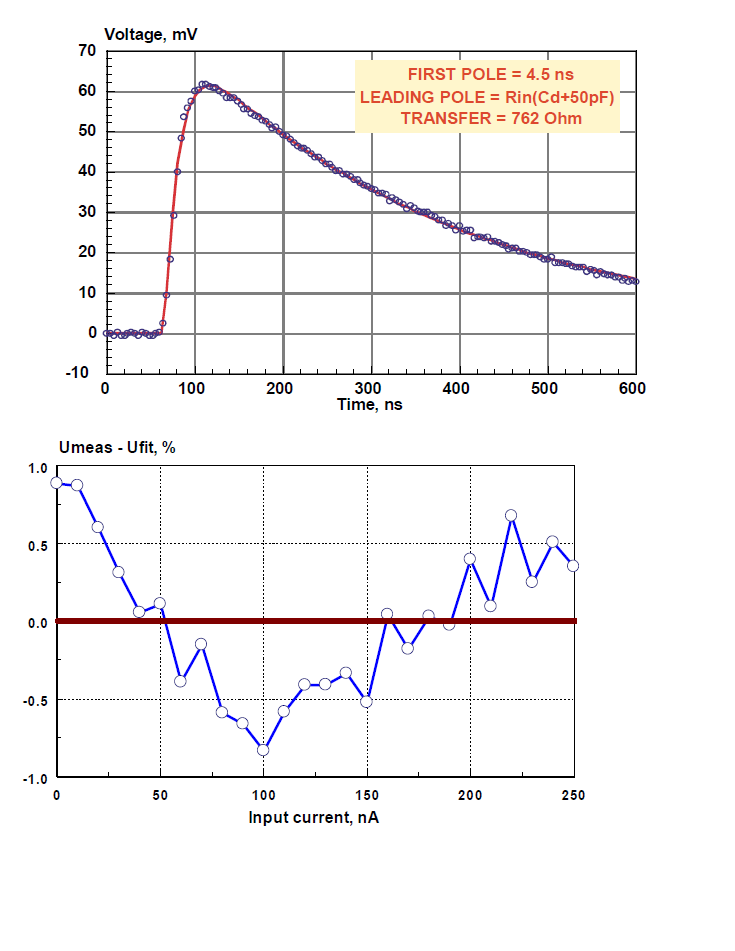 Voltage, mV
70
60
50
40
30
20
10
0
-10
FIRST POLE = 4.5 ns
LEADING POLE = Rin(Cd+50pF)
TRANSFER = 762 Ohm
0 100 200 300 400 500 600
Time, ns
Umeas - Ufit, %
1.0
0.5
0.0
-0.5
-1.0
0 50 100 150 200 250
Input current, nA